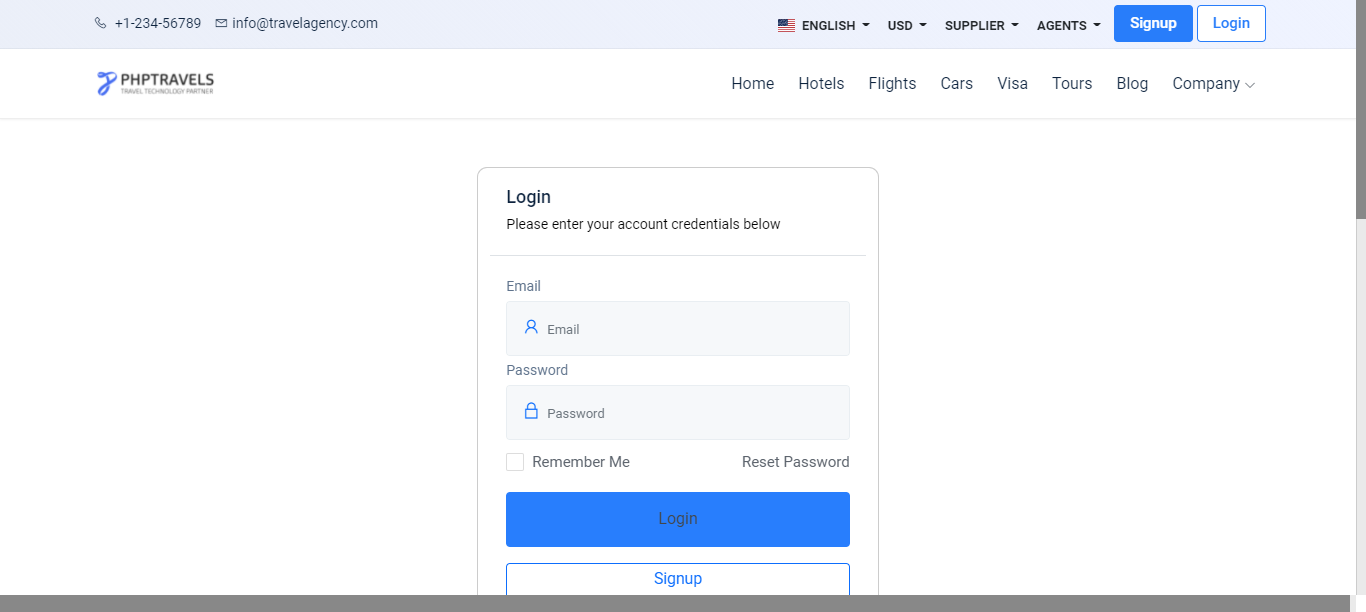 +1-234-56789 info@travelagency.com ENGLISH USD SUPPLIER AGENTS Signup Login
PHPTRAVELS
TRAVEL TECHNOLOGY PARTNER
Home Hotels Flights Cars Visa Tours Blog Company
Login
Please enter your account credentials below
Email
Email
Password
Password
Remember Me Reset Password
Login
Signup